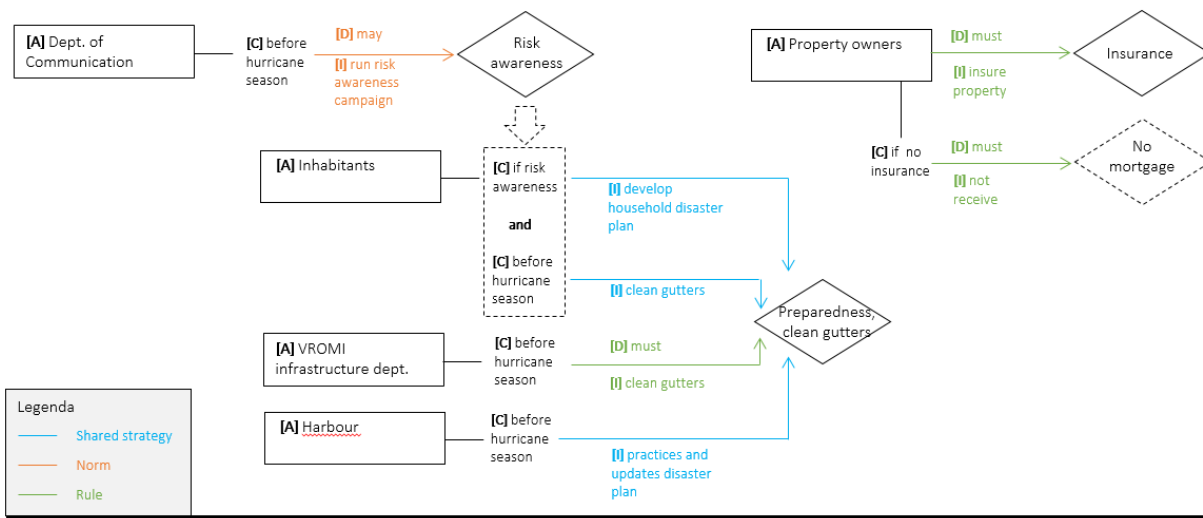 [A] Dept. of
Communication
[C] before
hurricane
season
[D] may
[I] run risk
awareness
campaign
Risk
awareness
[A] Property owners
[D] must
[I] insure
property
Insurance
[C] if no
insurance
[D] must
[I] not
receive
No
mortgage
[A] Inhabitants
[C] if risk
awareness
and
[C] before
hurricane
season
[I] develop
household disaster
plan
[I] clean gutters
Preparedness,
clean gutters
[A] VROMI
infrastructure dept.
[C] before
hurricane
season
[D] must
[I] clean gutters
[A] Harbour
[C] before
hurricane
season
[I] practices and
updates disaster
plan
Legenda
Shared strategy
Norm
Rule